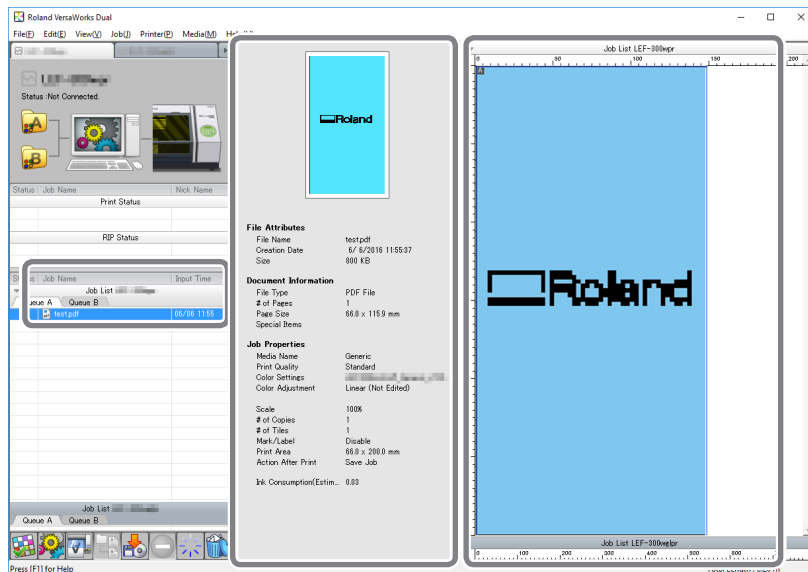 Roland VersaWorks Dual
File(F) Edit(E) View(V) Job(J) Printer(P) Media(M)
Status :Not Connected.
A
B
Status Job Name Nick Name
Print Status
RIP Status
Job Name Input Time
Job List
Queue B
test.pdf 06/06 11:55
Job List
Queue A Queue B
Press [F1] for Help
Roland
File Attributes
File Name test.pdf
Creation Date 6/ 6/2016 11:55:37
Size 800 KB
Document Information
File Type PDF File
# of Pages 1
Page Size 66.0 x 115.9 mm
Special Items
Job Properties
Media Name Generic
Print Quality Standard
Color Settings
Color Adjustment Linear (Not Edited)
Scale 100%
# of Copies 1
# of Tiles 1
Mark/Label Disable
Print Area 66.0 x 200.0 mm
Action After Print Save Job
Ink Consumption(Estim... 0.03
Job List LEF-300wpr
0 50 100 150 200
A
Roland
Job List LEF-300wglpr
0 100 200 300 400 500 600